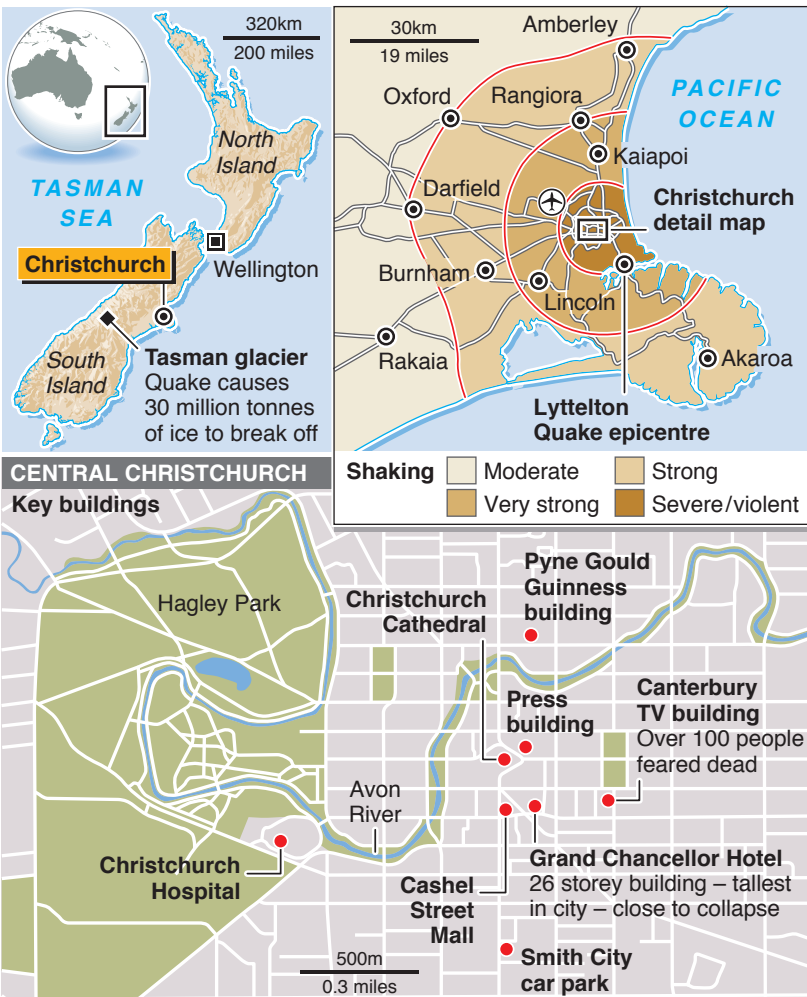 320km
200 miles
North
Island
TASMAN
SEA
Christchurch
Wellington
South
Island
Tasman glacier
Quake causes
30 million tonnes
of ice to break off
30km
19 miles
Amberley
Oxford
Rangiora
PACIFIC
OCEAN
Kaiapoi
Darfield
Christchurch
detail map
Burnham
Lincoln
Rakaia
Akaroa
Lyttelton
Quake epicentre
Shaking
Moderate
Strong
Very strong
Severe/violent
CENTRAL CHRISTCHURCH
Key buildings
Hagley Park
Christchurch
Cathedral
Pyne Gould
Guinness
building
Press
building
Canterbury
TV building
Over 100 people
feared dead
Avon
River
Christchurch
Hospital
Cashel
Street
Mall
Grand Chancellor Hotel
26 storey building – tallest
in city – close to collapse
Smith City
car park
500m
0.3 miles